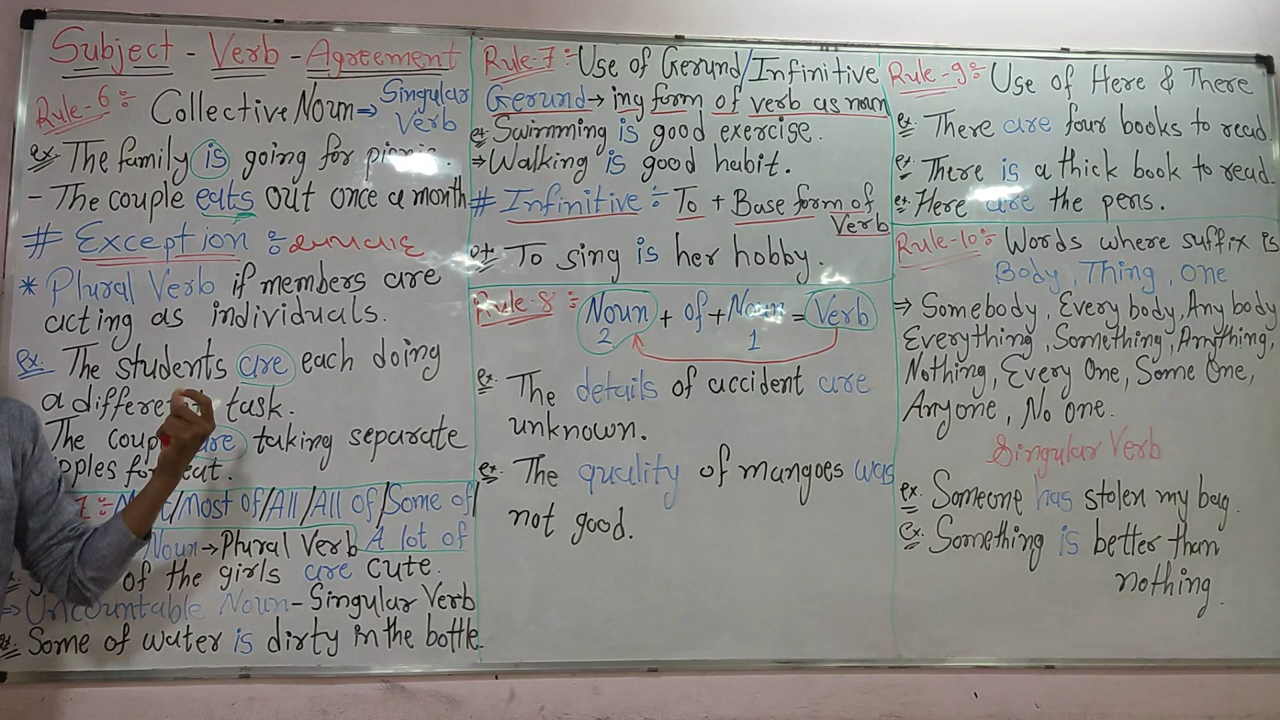 Subject - Verb - Agreement
Rule-6 : Collective Noun → Singular Verb
ex The family is going for picnic.
- The couple eats out once a month
# Exception : અપવાદ
* Plural Verb if members are
acting as individuals.
ex. The students are each doing
a different task.
The couple are taking separate
for eat.
/Most of/All/All of/Some of/
A lot of
Noun → Plural Verb
of the girls are cute.
→ Uncountable Noun - Singular Verb
ex. Some of water is dirty in the bottle.
Rule-7 : Use of Gerund/Infinitive
Gerund → ing form of verb as noun
ex Swimming is good exercise.
→ Walking is good habit.
# Infinitive : To + Base form of
Verb
To sing is her hobby.
Rule-8 : Noun + of + Noun = Verb
2 1
ex. The details of accident are
unknown.
ex. The quality of mangoes was
not good.
Rule-9 : Use of Here & There
ex. There are four books to read.
ex. There is a thick book to read.
ex. Here are the pens.
Rule-10 : Words where suffix is
Body, Thing, One
→ Somebody, Every body, Any body
Everything, Something, Anything,
Nothing, Every One, Some One,
Anyone, No one.
Singular Verb
ex. Someone has stolen my bag.
ex. Something is better than
nothing.